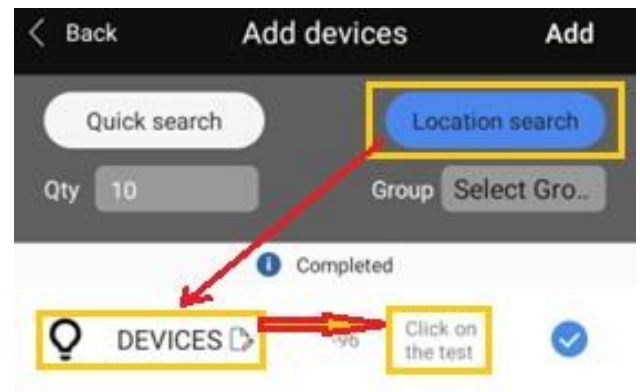 Back Add devices Add
Quick search Location search
Qty 10 Group Select Gro..
Completed
DEVICES -96 Click on
the test